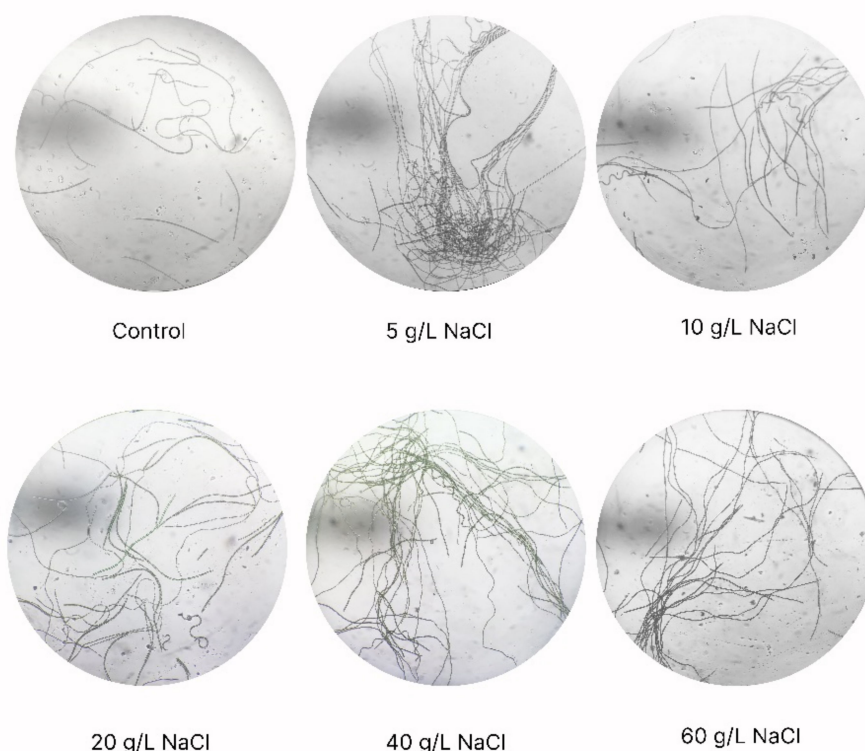 Control
5 g/L NaCl
10 g/L NaCl
20 g/L NaCl
40 g/L NaCl
60 g/L NaCl